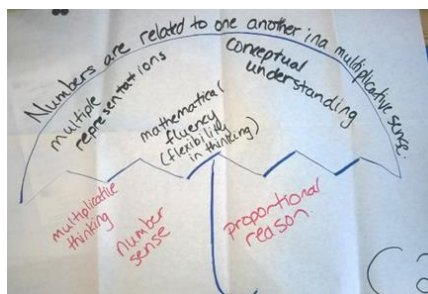 Numbers are related to one another in a multiplicative sense.
multiple
representations
mathematical
fluency
(flexibility
in thinking)
conceptual
understanding
multiplicative
thinking
number
sense
proportional
reason.